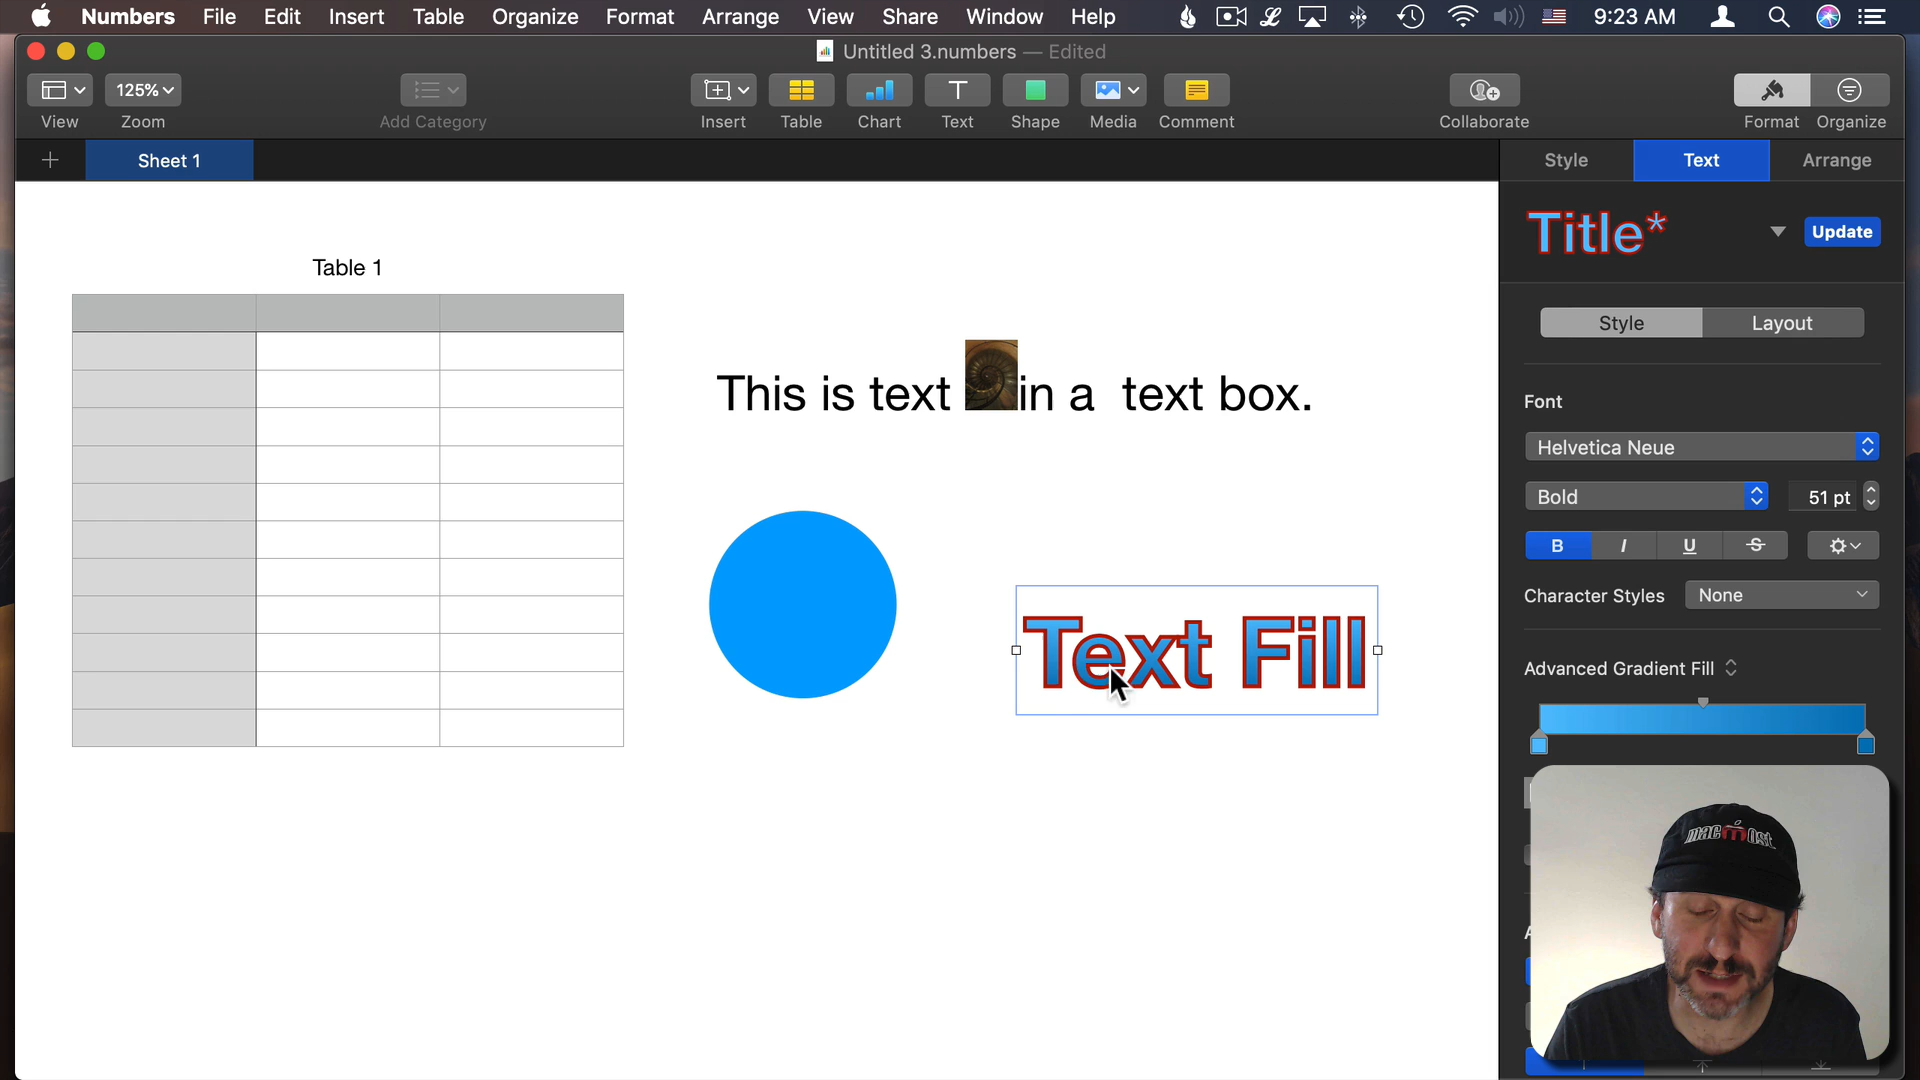 Numbers File Edit Insert Table Organize Format Arrange View Share Window Help 9:23 AM
Untitled 3.numbers — Edited
125%
View Zoom Add Category Insert Table Chart Text Shape Media Comment Collaborate Format Organize
Sheet 1
Style Text Arrange
Title* Update
Style Layout
Table 1
This is text in a text box.
Text Fill
Font
Helvetica Neue
Bold 51 pt
B I U S
Character Styles None
Advanced Gradient Fill
macmost